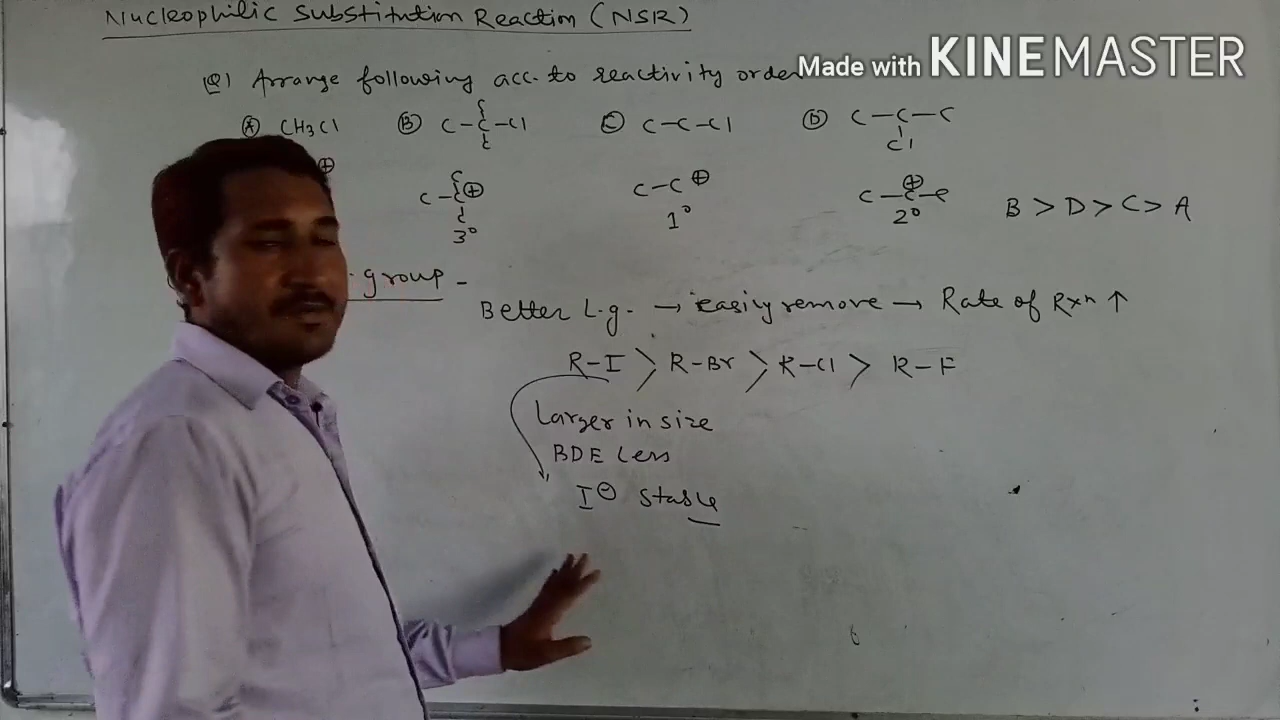 Nucleophilic Substitution Reaction (NSR)
Made with KINEMASTER
Q1 Arrange following acc. to reactivity order
A CH3Cl B C-C-Cl C C-C-Cl D C-C-C
C C Cl
⊕ C-C⊕ C-C⊕ C-C-C ⊕
3° 1° 2° B > D > C > A
group -
Better L.g. → easily remove → Rate of Rxn ↑
R-I > R-Br > R-Cl > R-F
Larger in size
BDE Less
I⊖ stable